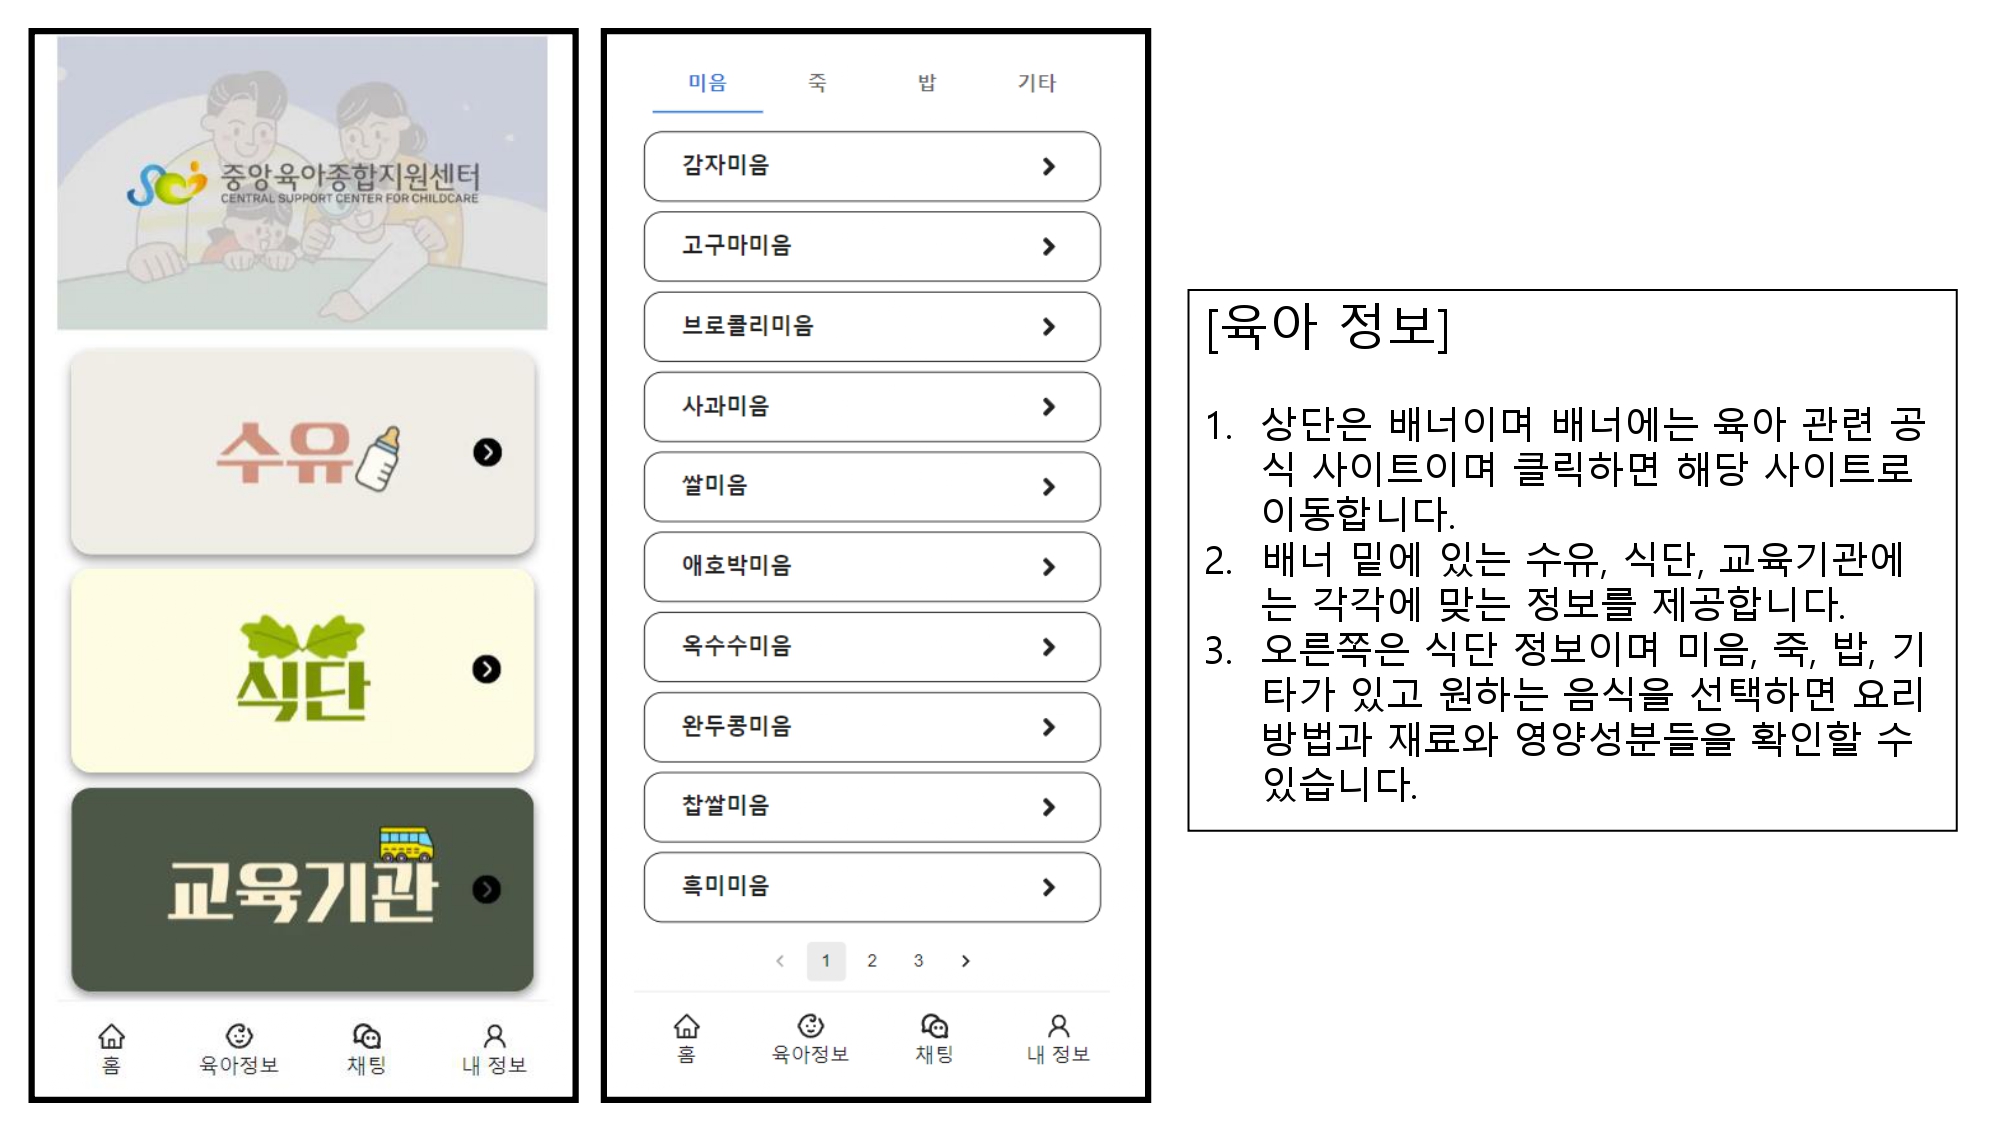 중앙육아종합지원센터
CENTRAL SUPPORT CENTER FOR CHILDCARE
수유
식단
교육기관
홈
육아정보
채팅
내 정보
미음
죽
밥
기타
감자미음
고구마미음
브로콜리미음
사과미음
쌀미음
애호박미음
옥수수미음
완두콩미음
찹쌀미음
흑미미음
1 2 3
홈
육아정보
채팅
내 정보
[육아 정보]
1. 상단은 배너이며 배너에는 육아 관련 공
식 사이트이며 클릭하면 해당 사이트로
이동합니다.
2. 배너 밑에 있는 수유, 식단, 교육기관에
는 각각에 맞는 정보를 제공합니다.
3. 오른쪽은 식단 정보이며 미음, 죽, 밥, 기
타가 있고 원하는 음식을 선택하면 요리
방법과 재료와 영양성분들을 확인할 수
있습니다.